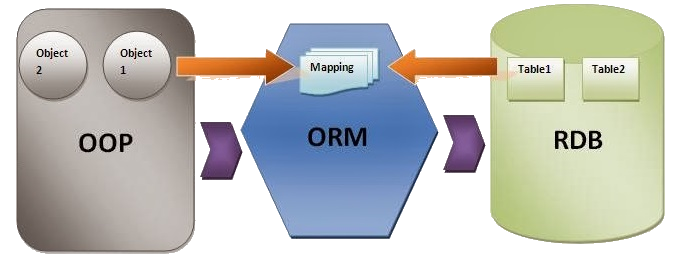 Object
2
Object
1
OOP
Mapping
ORM
Table1
Table2
RDB